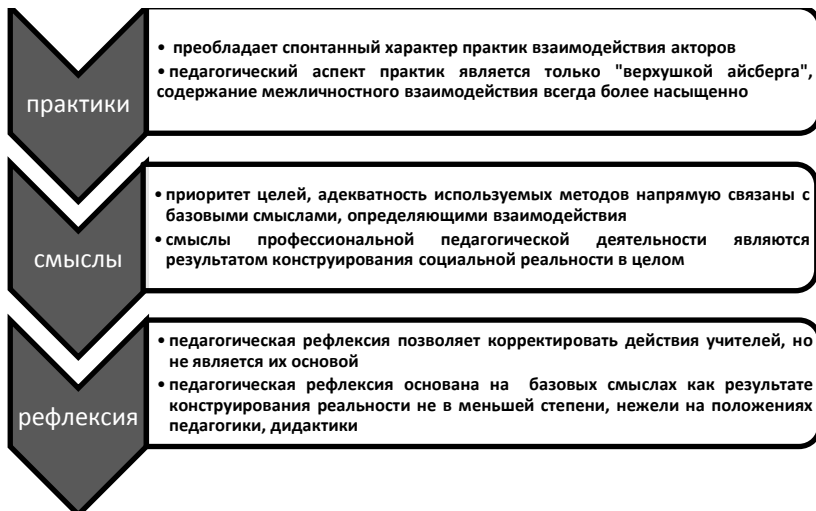 практики
• преобладает спонтанный характер практик взаимодействия акторов
• педагогический аспект практик является только "верхушкой айсберга",
содержание межличностного взаимодействия всегда более насыщенно
смыслы
• приоритет целей, адекватность используемых методов напрямую связаны с
базовыми смыслами, определяющими взаимодействия
• смыслы профессиональной педагогической деятельности являются
результатом конструирования социальной реальности в целом
рефлексия
• педагогическая рефлексия позволяет корректировать действия учителей, но
не является их основой
• педагогическая рефлексия основана на базовых смыслах как результате
конструирования реальности не в меньшей степени, нежели на положениях
педагогики, дидактики